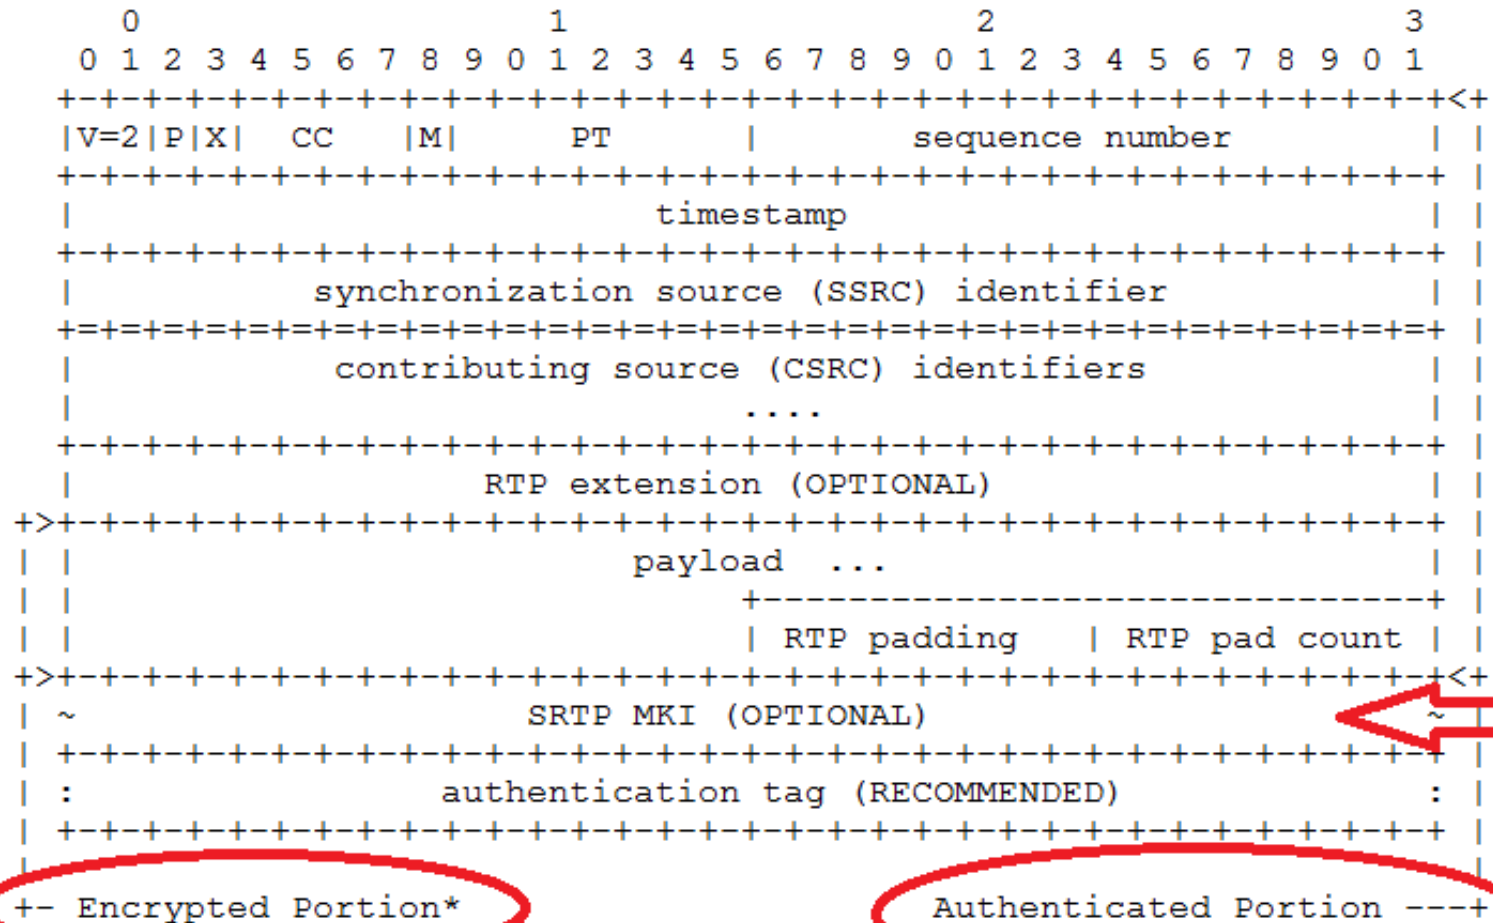 0                   1                   2                   3
  0 1 2 3 4 5 6 7 8 9 0 1 2 3 4 5 6 7 8 9 0 1 2 3 4 5 6 7 8 9 0 1
  +-+-+-+-+-+-+-+-+-+-+-+-+-+-+-+-+-+-+-+-+-+-+-+-+-+-+-+-+-+-+-+-+<+
  |V=2|P|X|  CC   |M|     PT      |       sequence number         | |
  +-+-+-+-+-+-+-+-+-+-+-+-+-+-+-+-+-+-+-+-+-+-+-+-+-+-+-+-+-+-+-+-+ |
  |                           timestamp                           | |
  +-+-+-+-+-+-+-+-+-+-+-+-+-+-+-+-+-+-+-+-+-+-+-+-+-+-+-+-+-+-+-+-+ |
  |           synchronization source (SSRC) identifier            | |
  +=+=+=+=+=+=+=+=+=+=+=+=+=+=+=+=+=+=+=+=+=+=+=+=+=+=+=+=+=+=+=+=+ |
  |            contributing source (CSRC) identifiers             | |
  |                               ....                            | |
  +-+-+-+-+-+-+-+-+-+-+-+-+-+-+-+-+-+-+-+-+-+-+-+-+-+-+-+-+-+-+-+-+ |
  |                   RTP extension (OPTIONAL)                    | |
+>+-+-+-+-+-+-+-+-+-+-+-+-+-+-+-+-+-+-+-+-+-+-+-+-+-+-+-+-+-+-+-+-+ |
| |                          payload  ...                         | |
| |                               +-------------------------------+ |
| |                               | RTP padding   | RTP pad count | |
+>+-+-+-+-+-+-+-+-+-+-+-+-+-+-+-+-+-+-+-+-+-+-+-+-+-+-+-+-+-+-+-+-+<+
| ~                     SRTP MKI (OPTIONAL)                       ~ |
| +-+-+-+-+-+-+-+-+-+-+-+-+-+-+-+-+-+-+-+-+-+-+-+-+-+-+-+-+-+-+-+-+ |
| :                 authentication tag (RECOMMENDED)              : |
| +-+-+-+-+-+-+-+-+-+-+-+-+-+-+-+-+-+-+-+-+-+-+-+-+-+-+-+-+-+-+-+-+ |
|                                                                   |
+- Encrypted Portion*                      Authenticated Portion ---+